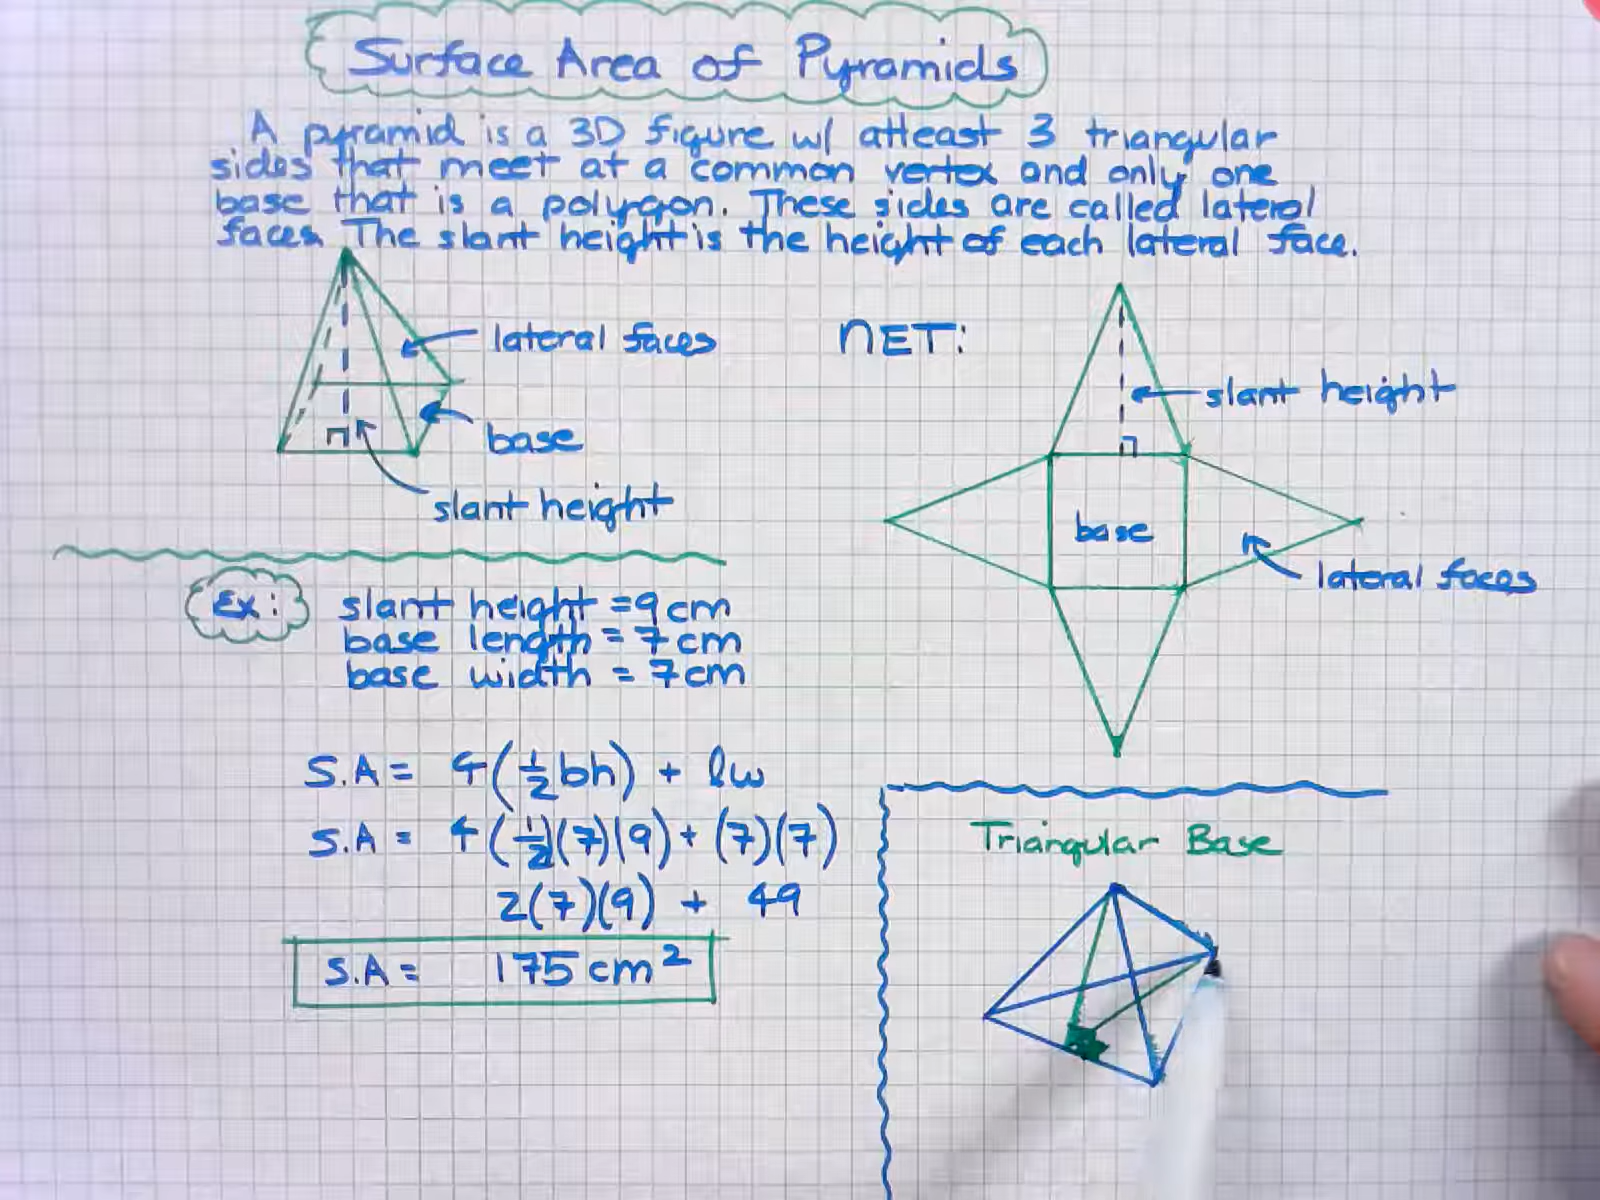 Surface Area of Pyramids
A pyramid is a 3D figure w/ atleast 3 triangular
sides that meet at a common vertex and only one
base that is a polygon. These sides are called lateral
faces. The slant height is the height of each lateral face.
lateral faces
base
slant height
NET:
slant height
base
lateral faces
Ex:
slant height = 9cm
base length = 7cm
base width = 7cm
S.A = 4(½bh) + lw
S.A = 4(½)(7)(9) + (7)(7)
2(7)(9) + 49
S.A = 175 cm²
Triangular Base